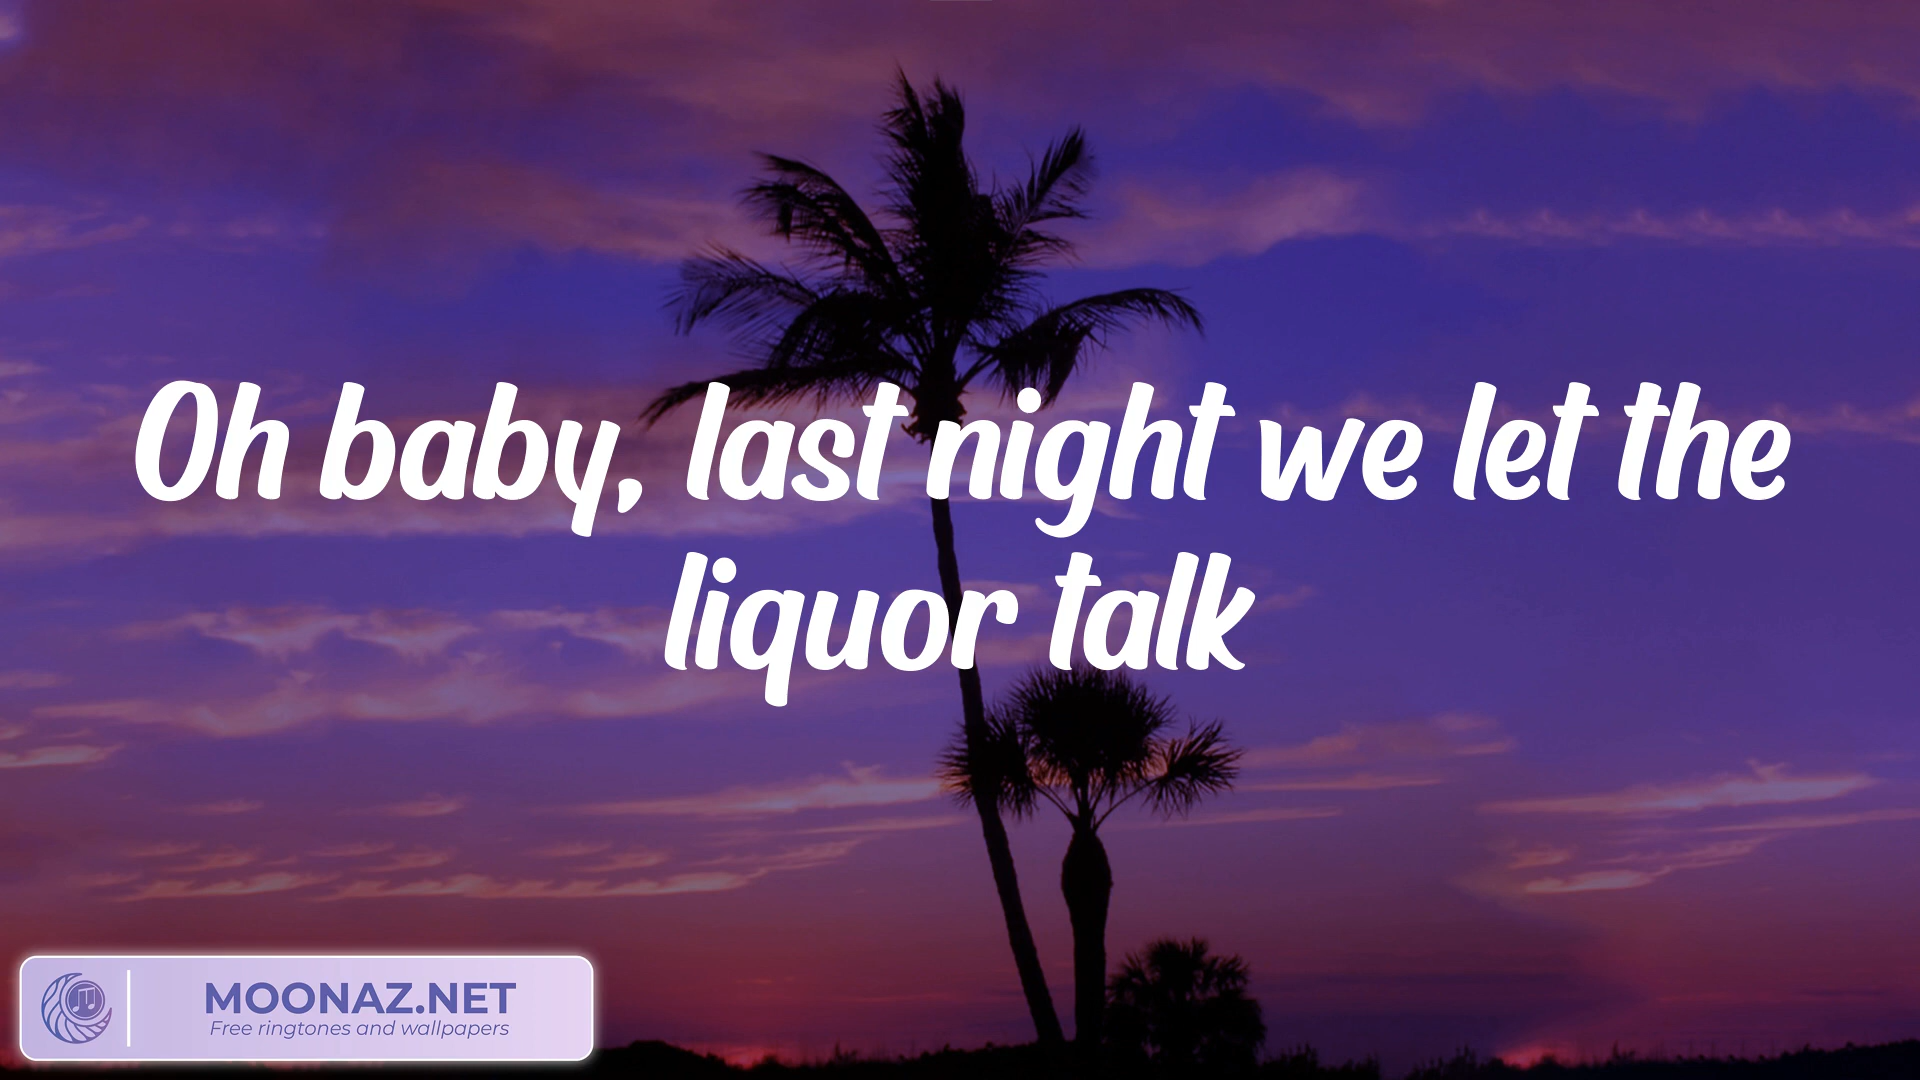 Oh baby, last night we let the
liquor talk
MOONAZ.NET
Free ringtones and wallpapers